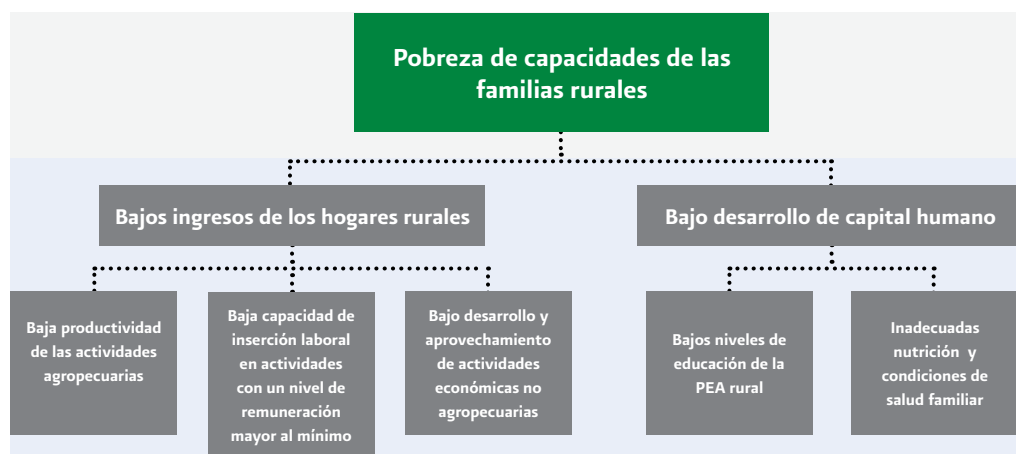 Pobreza de capacidades de las
familias rurales
Bajos ingresos de los hogares rurales
Bajo desarrollo de capital humano
Baja productividad
de las actividades
agropecuarias
Baja capacidad de
inserción laboral
en actividades
con un nivel de
remuneración
mayor al mínimo
Bajo desarrollo y
aprovechamiento
de actividades
económicas no
agropecuarias
Bajos niveles de
educación de la
PEA rural
Inadecuadas
nutrición y
condiciones de
salud familiar